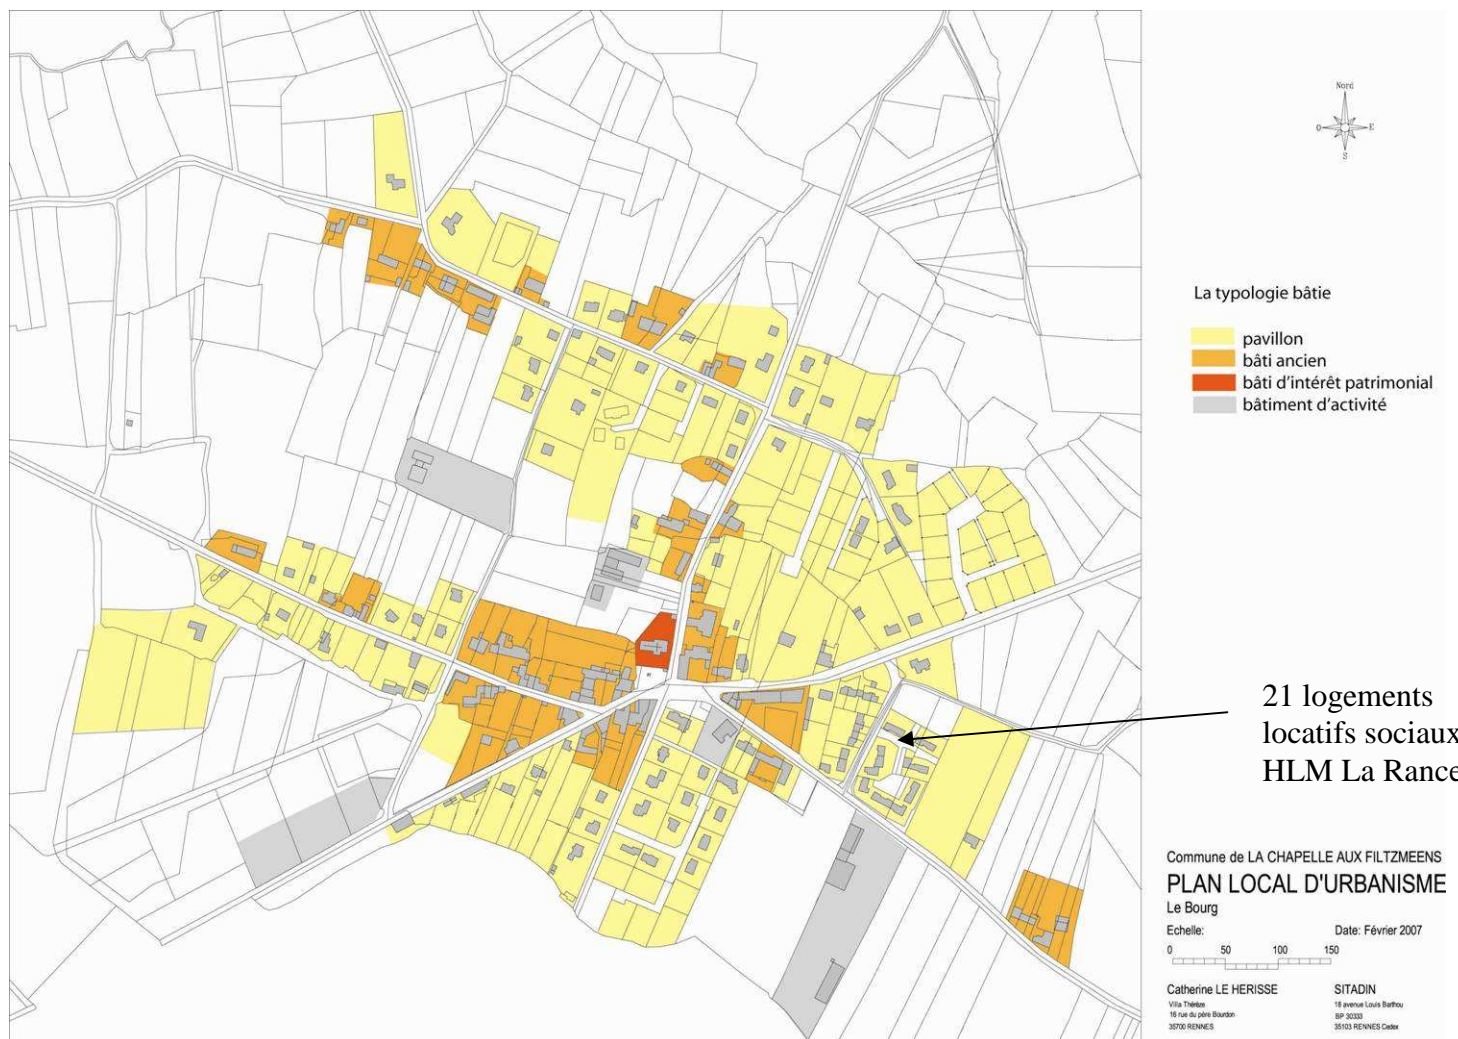 Nord
O
E
S
La typologie bâtie
pavillon
bâti ancien
bâti d'intérêt patrimonial
bâtiment d'activité
21 logements
locatifs sociaux
HLM La Rance
Commune de LA CHAPELLE AUX FILTZMEENS
PLAN LOCAL D'URBANISME
Le Bourg
Echelle:
Date: Février 2007
0 50 100 150
Catherine LE HERISSE
Villa Thérèse
16 rue du père Bourdon
35700 RENNES
SITADIN
18 avenue Louis Barthou
BP 30333
35103 RENNES Cedex